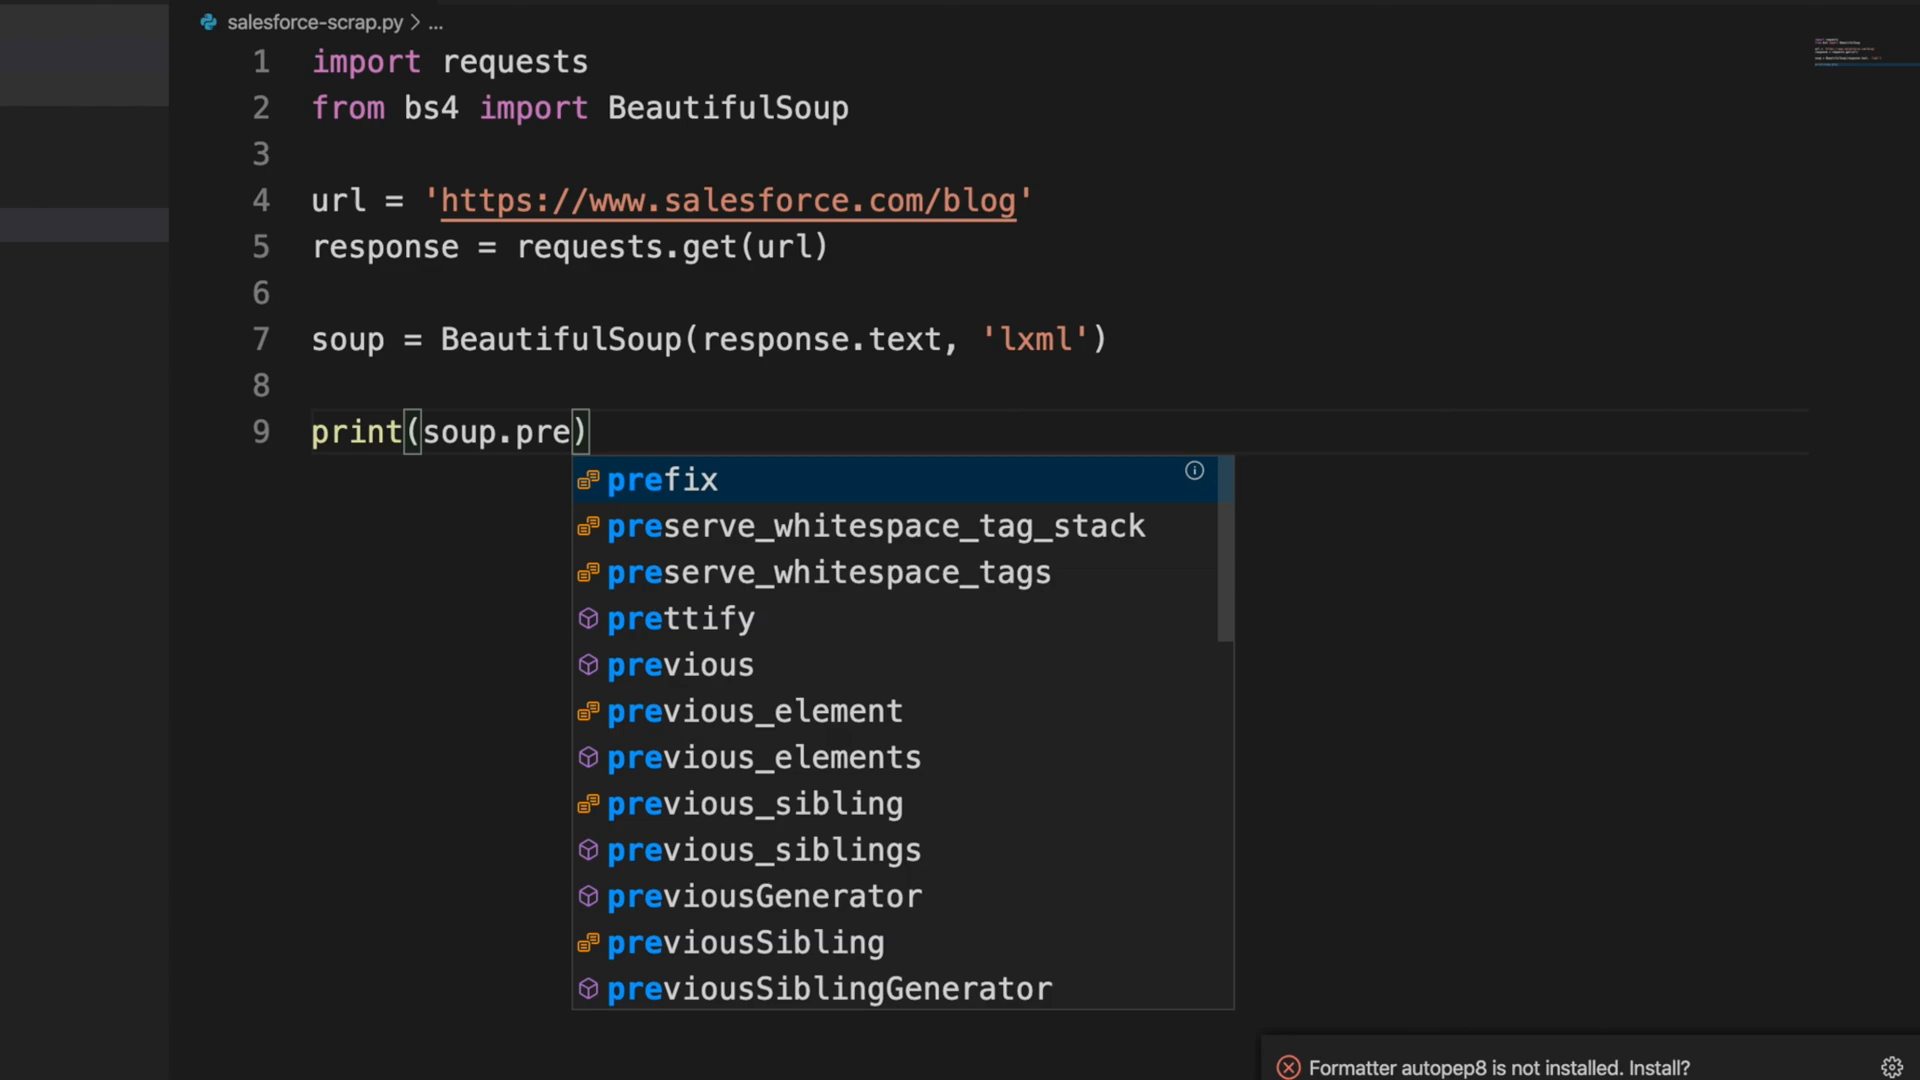 salesforce-scrap.py > ...
1 import requests
2 from bs4 import BeautifulSoup
3
4 url = 'https://www.salesforce.com/blog'
5 response = requests.get(url)
6
7 soup = BeautifulSoup(response.text, 'lxml')
8
9 print(soup.pre)
prefix
preserve_whitespace_tag_stack
preserve_whitespace_tags
prettify
previous
previous_element
previous_elements
previous_sibling
previous_siblings
previousGenerator
previousSibling
previousSiblingGenerator
Formatter autopep8 is not installed. Install?